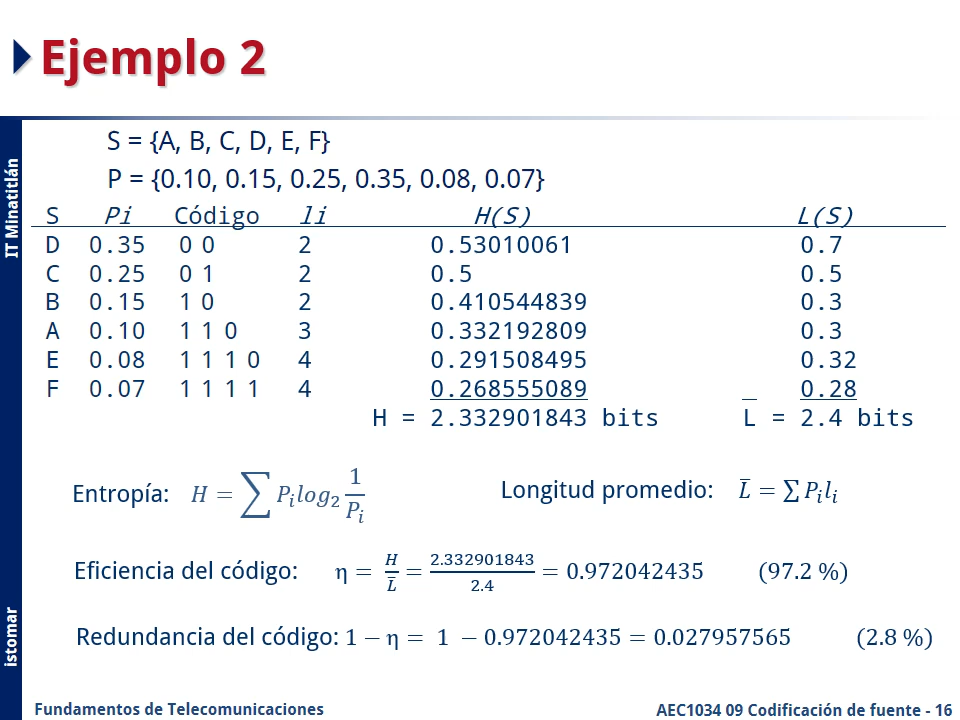 Ejemplo 2
S = {A, B, C, D, E, F}
P = {0.10, 0.15, 0.25, 0.35, 0.08, 0.07}
S Pi Código li H(S) L(S)
D 0.35 0 0 2 0.53010061 0.7
C 0.25 0 1 2 0.5 0.5
B 0.15 1 0 2 0.410544839 0.3
A 0.10 1 1 0 3 0.332192809 0.3
E 0.08 1 1 1 0 4 0.291508495 0.32
F 0.07 1 1 1 1 4 0.268555089 0.28
H = 2.332901843 bits L̅ = 2.4 bits
Entropía: H = ∑ P_i log_2 1/P_i Longitud promedio: L̅ = ∑ P_i l_i
Eficiencia del código: η = H/L̅ = 2.332901843/2.4 = 0.972042435 (97.2 %)
Redundancia del código: 1 − η = 1 − 0.972042435 = 0.027957565 (2.8 %)
IT Minatitlán
istomar
Fundamentos de Telecomunicaciones
AEC1034 09 Codificación de fuente - 16